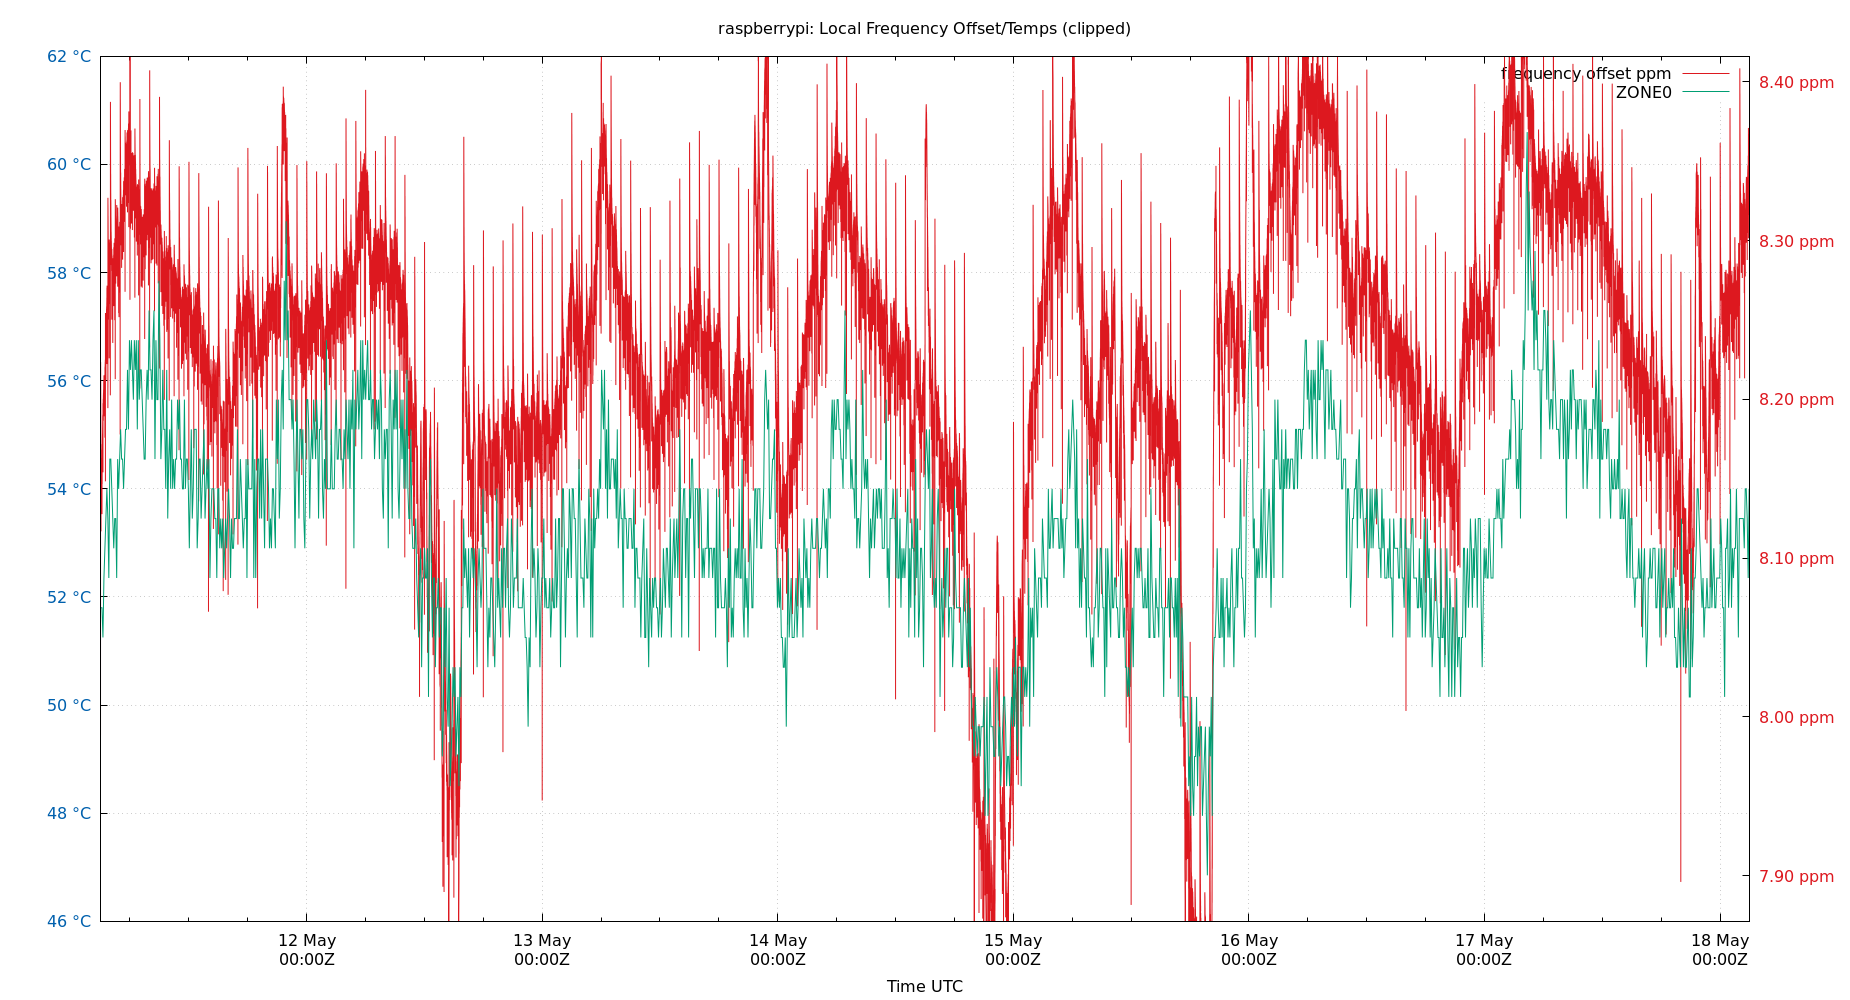 raspberrypi: Local Frequency Offset/Temps (clipped)
62 °C
60 °C
58 °C
56 °C
54 °C
52 °C
50 °C
48 °C
46 °C
frequency offset ppm
ZONE0
8.40 ppm
8.30 ppm
8.20 ppm
8.10 ppm
8.00 ppm
7.90 ppm
12 May
00:00Z
13 May
00:00Z
14 May
00:00Z
15 May
00:00Z
16 May
00:00Z
17 May
00:00Z
18 May
00:00Z
Time UTC